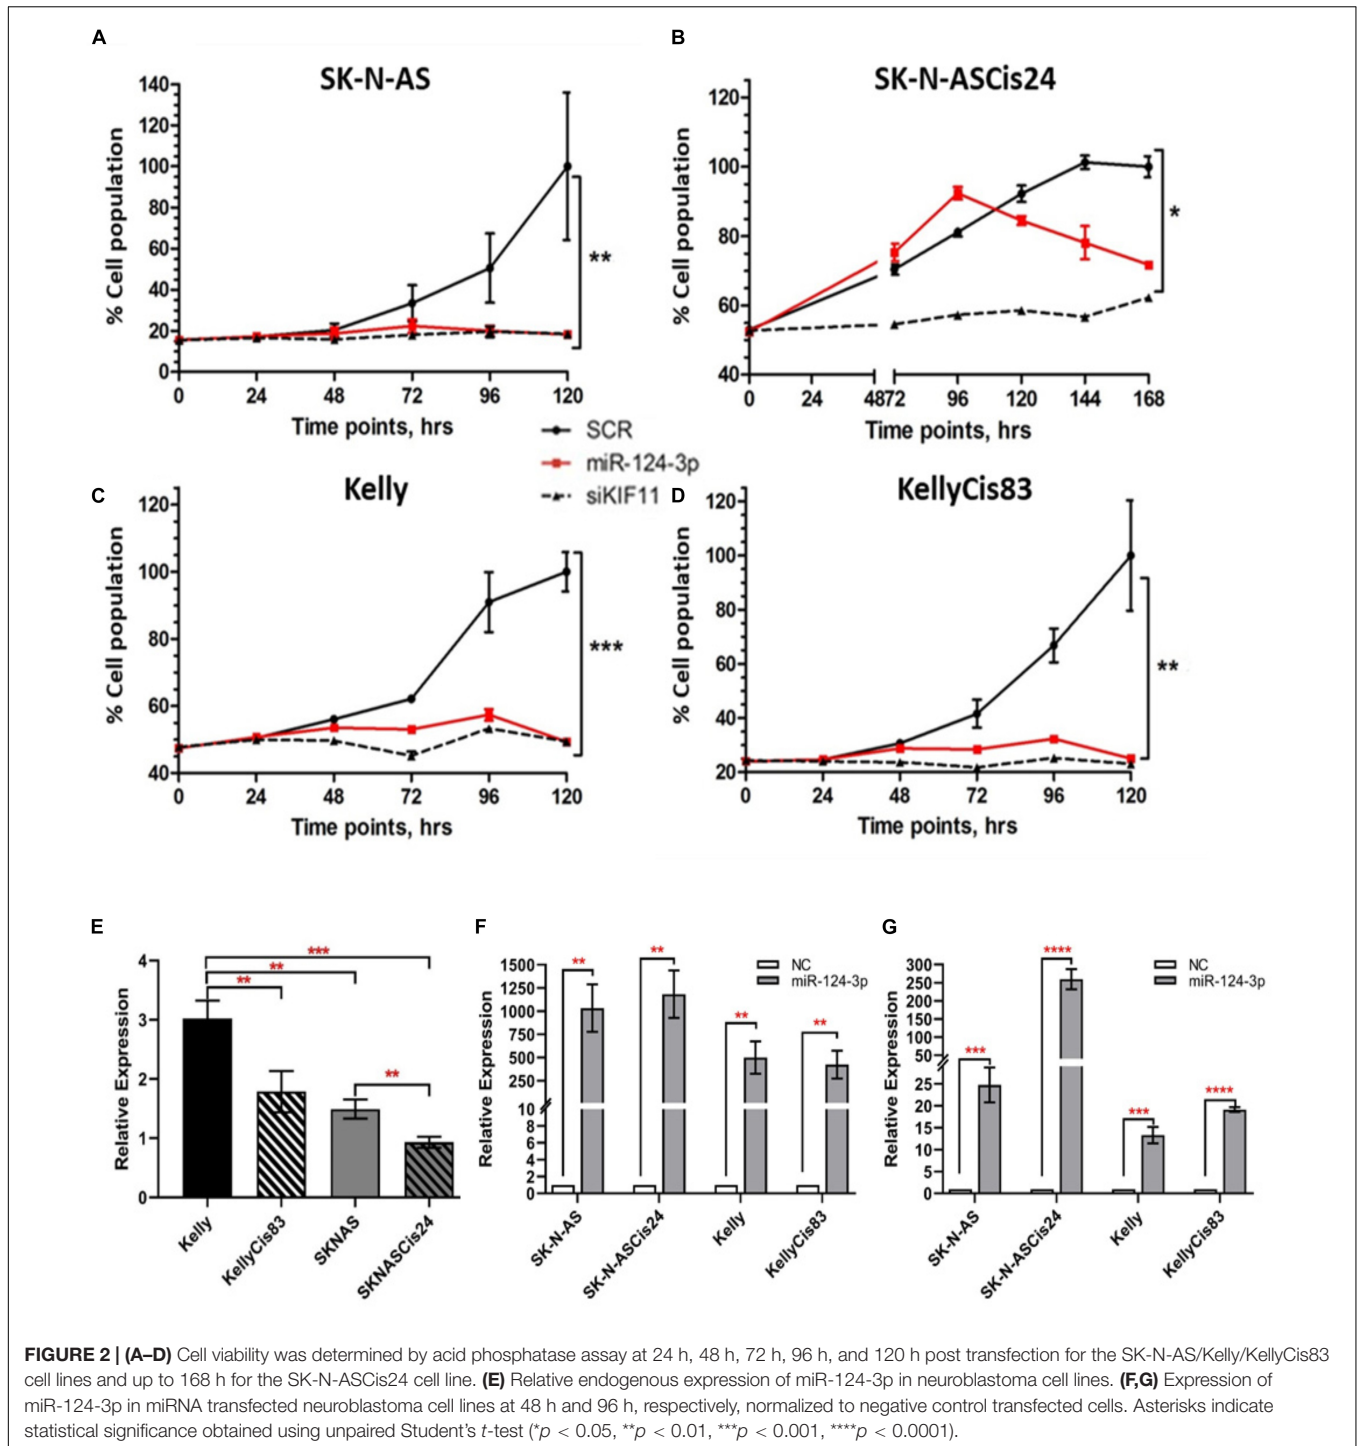 A
SK-N-AS
% Cell population
140
120
100
80
60
40
20
0
0 24 48 72 96 120
Time points, hrs
**
B
SK-N-ASCis24
% Cell population
120
100
80
60
40
0 24 48 72 96 120 144 168
Time points, hrs
*
SCR
miR-124-3p
siKIF11
C
Kelly
% Cell population
120
100
80
60
40
0 24 48 72 96 120
Time points, hrs
***
D
KellyCis83
% Cell population
120
100
80
60
40
20
0 24 48 72 96 120
Time points, hrs
**
E
Relative Expression
4
3
2
1
0
***
**
**
**
Kelly
KellyCis83
SKNAS
SKNASCis24
F
Relative Expression
1500
1250
1000
750
500
250
10
8
6
4
2
0
NC
miR-124-3p
**
**
**
**
SK-N-AS
SK-N-ASCis24
Kelly
KellyCis83
G
Relative Expression
300
250
200
150
100
50
25
20
15
10
5
0
NC
miR-124-3p
***
****
***
****
SK-N-AS
SK-N-ASCis24
Kelly
KellyCis83
FIGURE 2 | (A–D) Cell viability was determined by acid phosphatase assay at 24 h, 48 h, 72 h, 96 h, and 120 h post transfection for the SK-N-AS/Kelly/KellyCis83
cell lines and up to 168 h for the SK-N-ASCis24 cell line. (E) Relative endogenous expression of miR-124-3p in neuroblastoma cell lines. (F,G) Expression of
miR-124-3p in miRNA transfected neuroblastoma cell lines at 48 h and 96 h, respectively, normalized to negative control transfected cells. Asterisks indicate
statistical significance obtained using unpaired Student's t-test (*p < 0.05, **p < 0.01, ***p < 0.001, ****p < 0.0001).